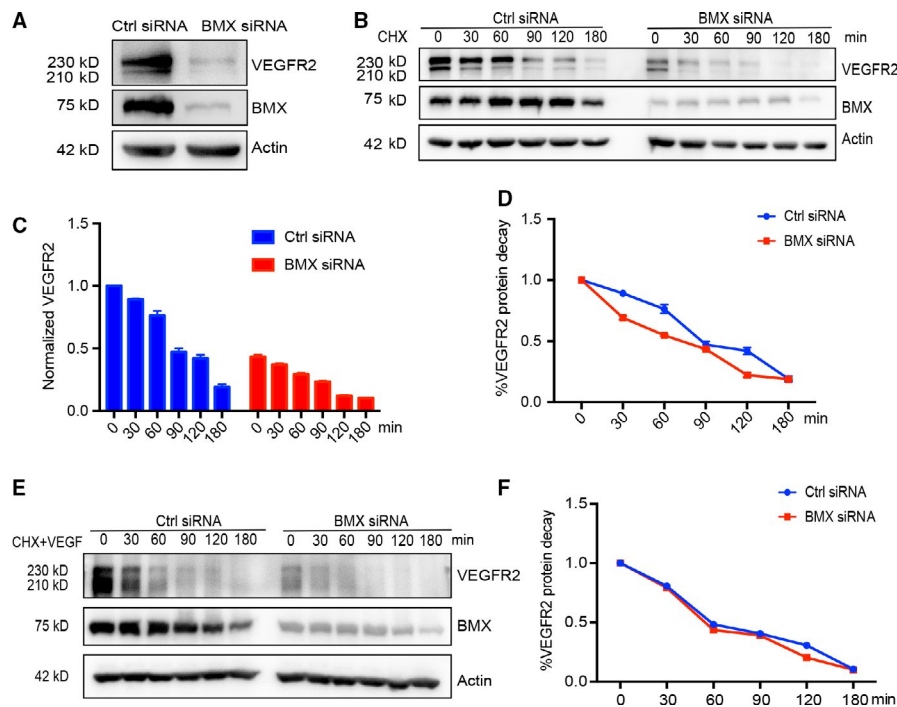 A
Ctrl siRNA BMX siRNA
230 kD
210 kD
VEGFR2
75 kD
BMX
42 kD
Actin
B
Ctrl siRNA BMX siRNA
CHX 0 30 60 90 120 180 0 30 60 90 120 180 min
230 kD
210 kD
VEGFR2
75 kD
BMX
42 kD
Actin
C
Normalized VEGFR2
1.5
1.0
0.5
0.0
Ctrl siRNA
BMX siRNA
0 30 60 90 120 180 0 30 60 90 120 180 min
D
%VEGFR2 protein decay
1.5
1.0
0.5
0.0
Ctrl siRNA
BMX siRNA
0 30 60 90 120 180 min
E
Ctrl siRNA BMX siRNA
CHX+VEGF 0 30 60 90 120 180 0 30 60 90 120 180 min
230 kD
210 kD
VEGFR2
75 kD
BMX
42 kD
Actin
F
%VEGFR2 protein decay
1.5
1.0
0.5
0.0
Ctrl siRNA
BMX siRNA
0 30 60 90 120 180 min